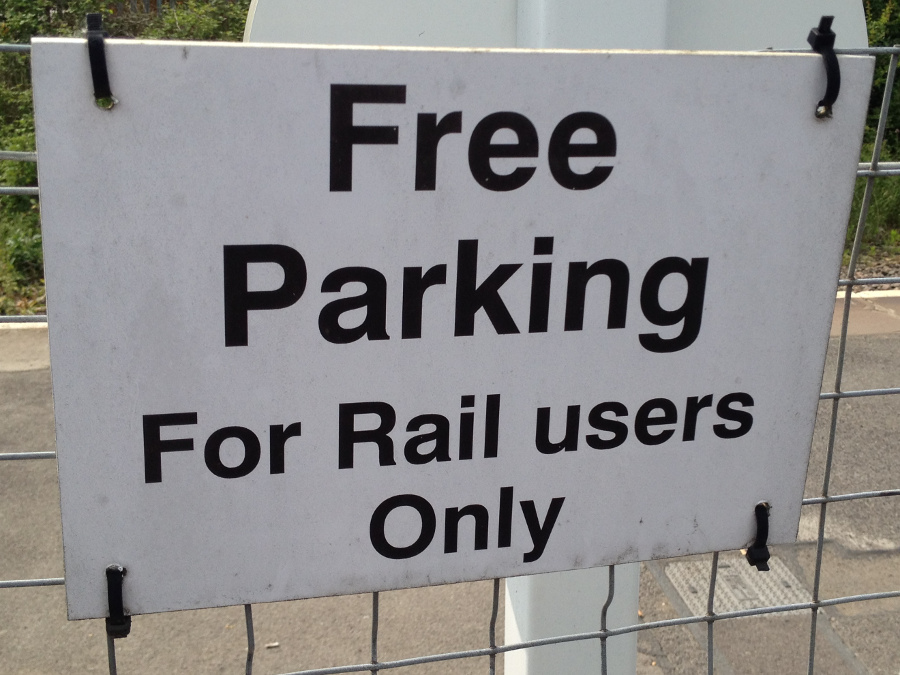 Free
Parking
For Rail users
Only